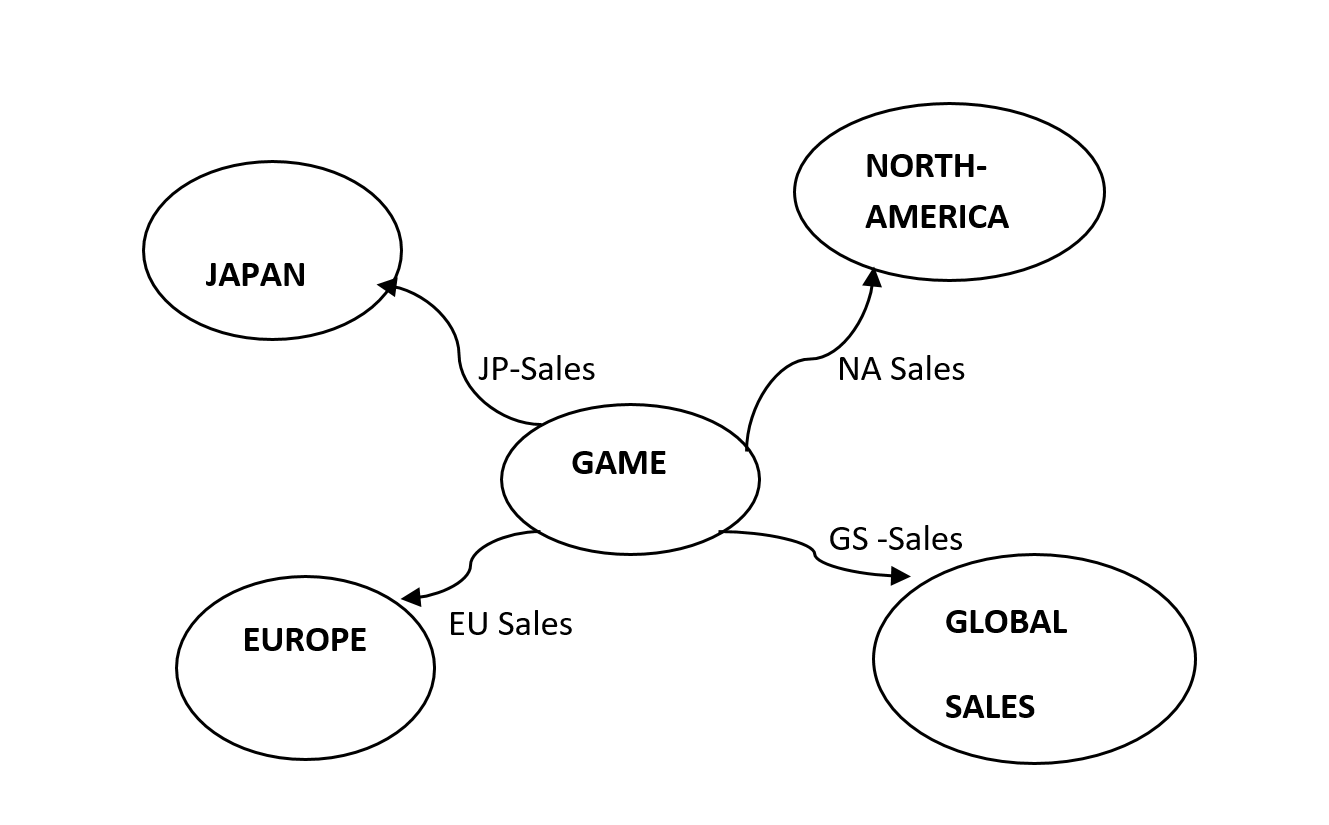 NORTH-
AMERICA
JAPAN
JP-Sales
NA Sales
GAME
GS -Sales
EU Sales
EUROPE
GLOBAL
SALES